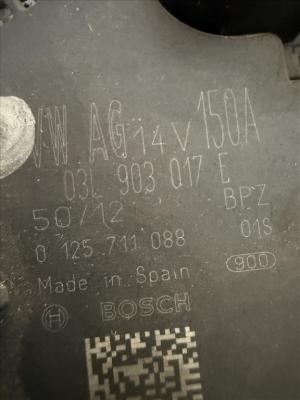 VW AG 14V 150A
03L 903 017 E
50/12 BPZ
0 125 711 088 01S
Made in Spain 900
BOSCH